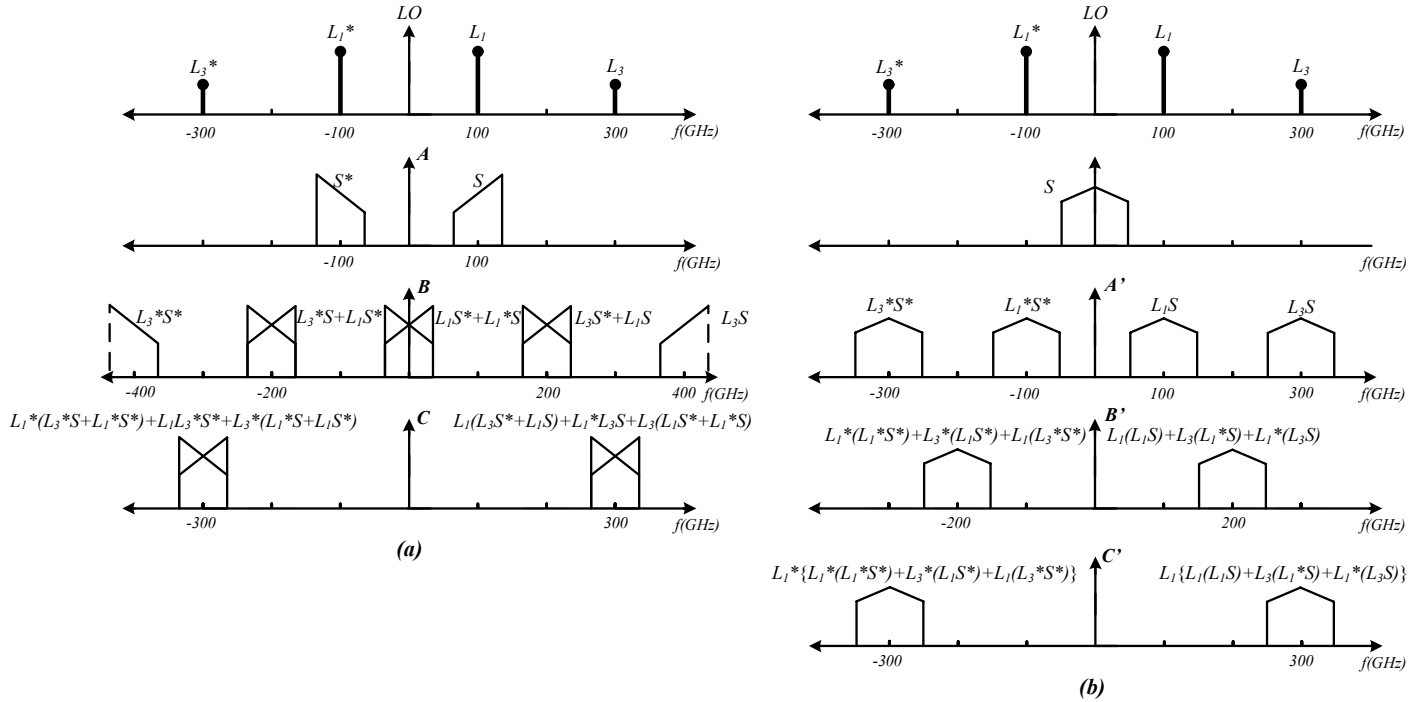 LO
L₁* L₁
L₃* L₃
-300 -100 100 300 f(GHz)
A
S* S
-100 100 f(GHz)
B
L₃*S* L₃*S+L₁S* L₁S*+L₁*S L₃S*+L₁S L₃S
-400 -200 200 400 f(GHz)
L₁*(L₃*S+L₁*S*)+L₁L₃*S*+L₃*(L₁*S+L₁S*) C L₁(L₃S*+L₁S)+L₁*L₃S+L₃(L₁S*+L₁*S)
-300 300 f(GHz)
(a)
LO
L₁* L₁
L₃* L₃
-300 -100 100 300 f(GHz)
S
f(GHz)
A’
L₃*S* L₁*S* L₁S L₃S
-300 -100 100 300 f(GHz)
B’
L₁*(L₁*S*)+L₃*(L₁S*)+L₁(L₃*S*) L₁(L₁S)+L₃(L₁*S)+L₁*(L₃S)
-200 200 f(GHz)
C’
L₁*{L₁*(L₁*S*)+L₃*(L₁S*)+L₁(L₃*S*)} L₁{L₁(L₁S)+L₃(L₁*S)+L₁*(L₃S)}
-300 300 f(GHz)
(b)